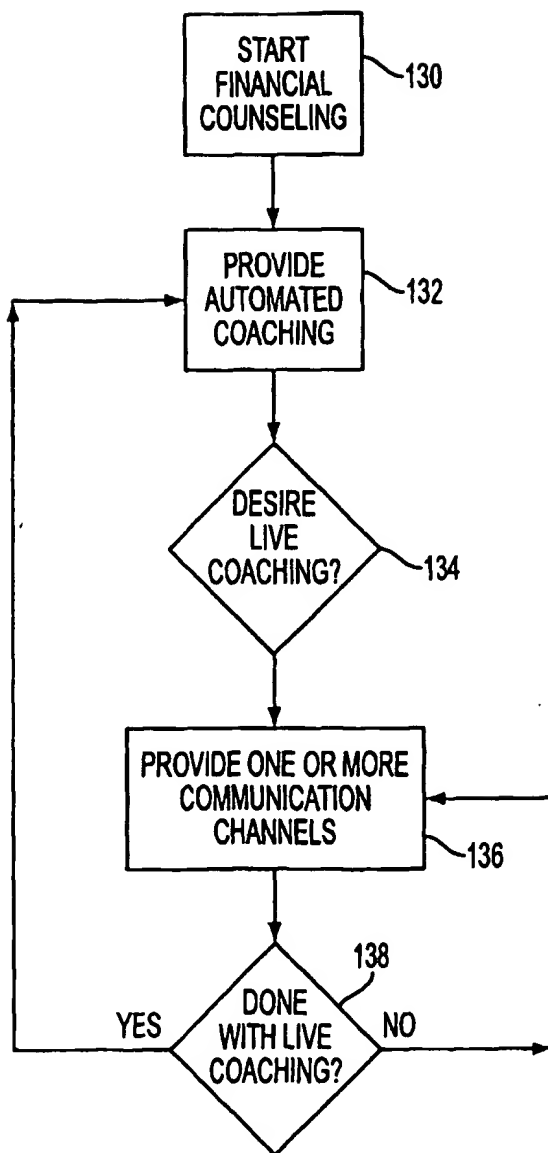 START
FINANCIAL
COUNSELING
130
PROVIDE
AUTOMATED
COACHING
132
DESIRE
LIVE
COACHING?
134
PROVIDE ONE OR MORE
COMMUNICATION
CHANNELS
136
138
YES
DONE
WITH LIVE
COACHING?
NO